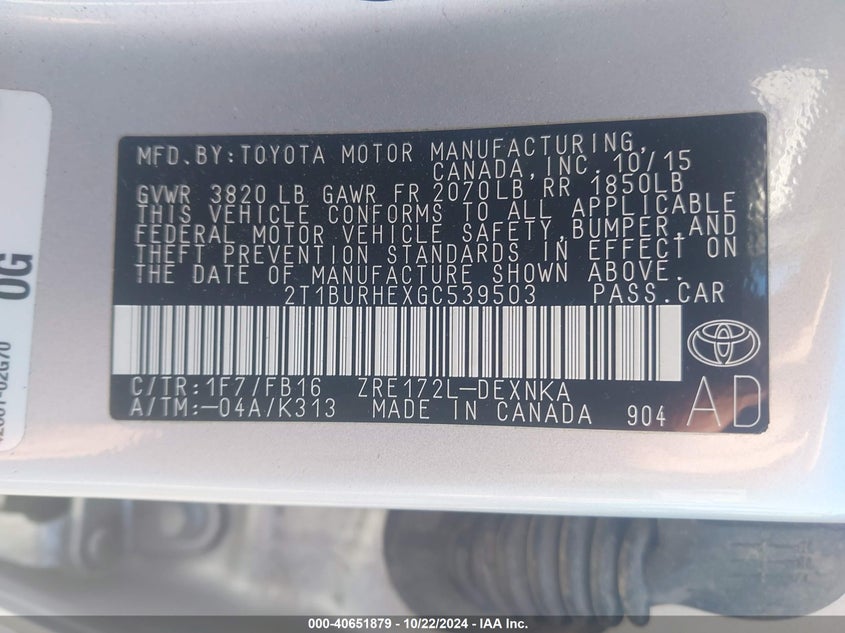 MFD.BY:TOYOTA MOTOR MANUFACTURING,
CANADA,INC. 10/15
GVWR 3820 LB GAWR FR 2070LB RR 1850LB
THIS VEHICLE CONFORMS TO ALL APPLICABLE
FEDERAL MOTOR VEHICLE SAFETY,BUMPER,AND
THEFT PREVENTION STANDARDS IN EFFECT ON
THE DATE OF MANUFACTURE SHOWN ABOVE.
2T1BURHEXGC539503 PASS.CAR
C/TR:1F7/FB16 ZRE172L-DEXNKA
A/TM:-04A/K313 MADE IN CANADA 904
AD
0G
000-40651879 - 10/22/2024 - IAA Inc.